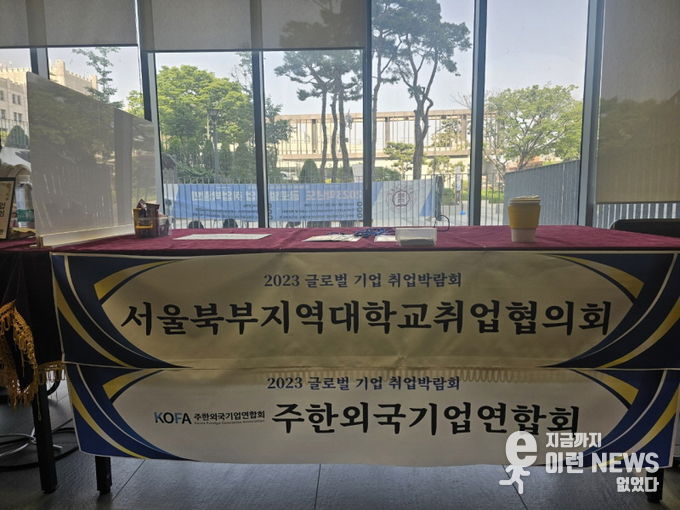 2023 글로벌 기업 취업박람회
서울북부지역대학교취업협의회
2023 글로벌 기업 취업박람회
KOFA 주한외국기업연합회
주한외국기업연합회
지금까지
이런 NEWS
없었다